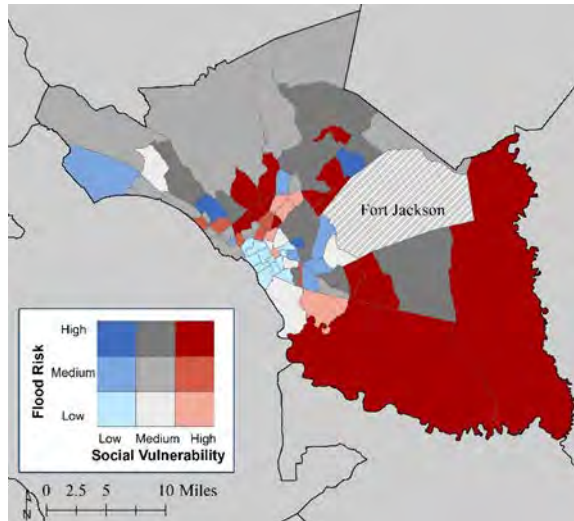 Fort Jackson
High
Medium
Low
Flood Risk
Low Medium High
Social Vulnerability
N
0 2.5 5 10 Miles